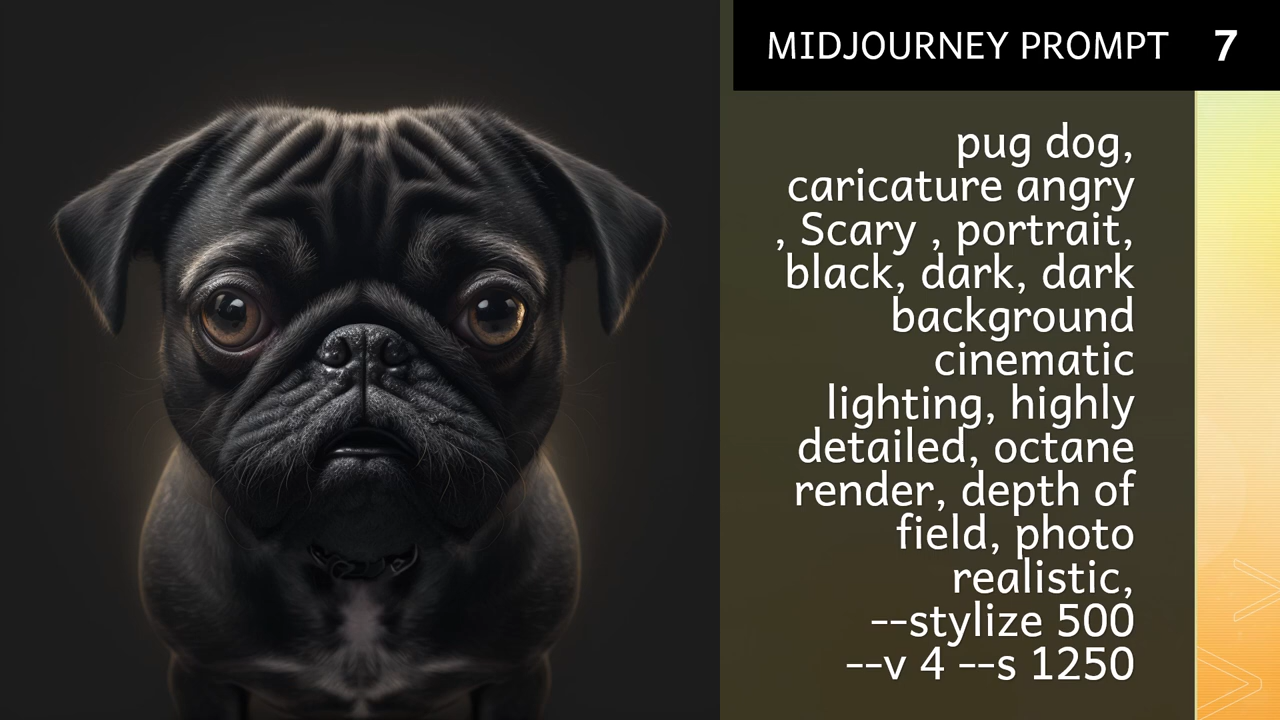 MIDJOURNEY PROMPT 7
pug dog,
caricature angry
, Scary , portrait,
black, dark, dark
background
cinematic
lighting, highly
detailed, octane
render, depth of
field, photo
realistic,
--stylize 500
--v 4 --s 1250